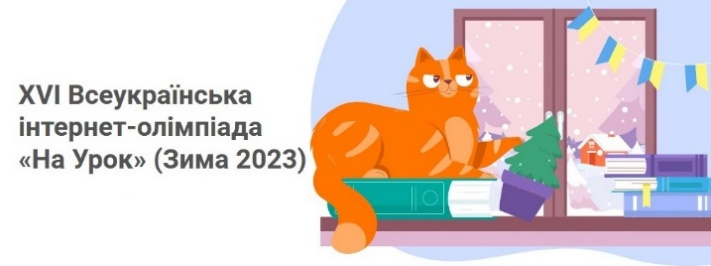 XVI Всеукраїнська
інтернет-олімпіада
«На Урок» (Зима 2023)